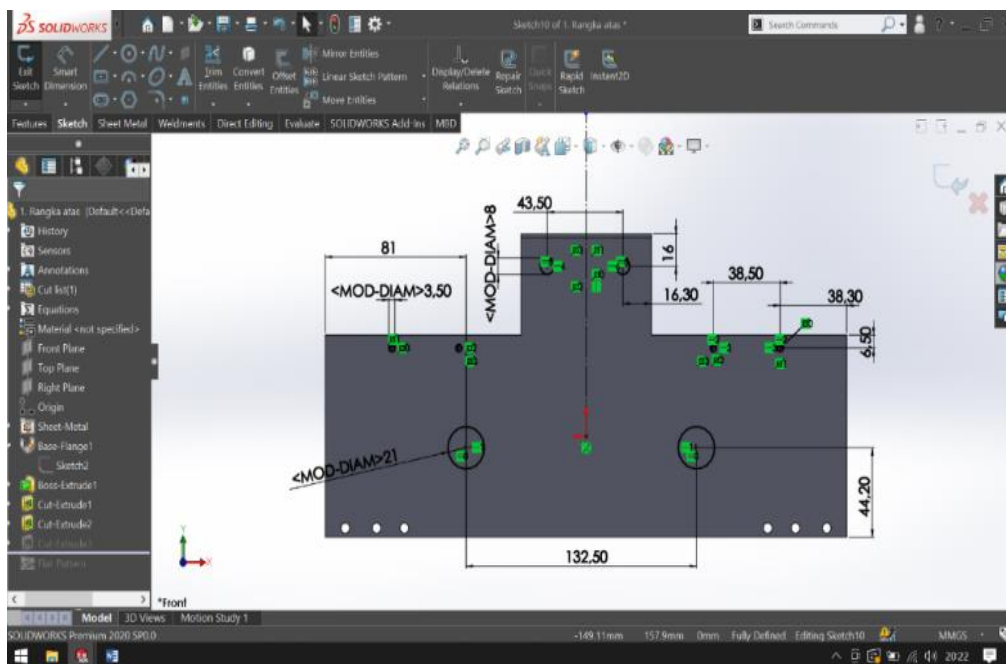 SOLIDWORKS
Sketch10 of 1. Rangka atas *
Search Commands
Exit Sketch
Smart Dimension
Trim Entities
Convert Entities
Offset Entities
Mirror Entities
Linear Sketch Pattern
Move Entities
Display/Delete Relations
Repair Sketch
Quick Snaps
Rapid Sketch
Instant2D
Features Sketch Sheet Metal Weldments Direct Editing Evaluate SOLIDWORKS Add-Ins MBD
1. Rangka atas (Default<<Defa
History
Sensors
Annotations
Cut list(1)
Equations
Material <not specified>
Front Plane
Top Plane
Right Plane
Origin
Sheet-Metal
Base-Flange1
Sketch2
Boss-Extrude1
Cut-Extrude1
Cut-Extrude2
Flat Pattern
43,50
<MOD-DIAM>8
16
81
<MOD-DIAM>3,50
16,30
38,50
38,30
6,50
<MOD-DIAM>21
44,20
132,50
*Front
Model 3D Views Motion Study 1
SOLIDWORKS Premium 2020 SP0.0
-149.11mm 157.9mm 0mm Fully Defined Editing Sketch10 MMGS
20:22